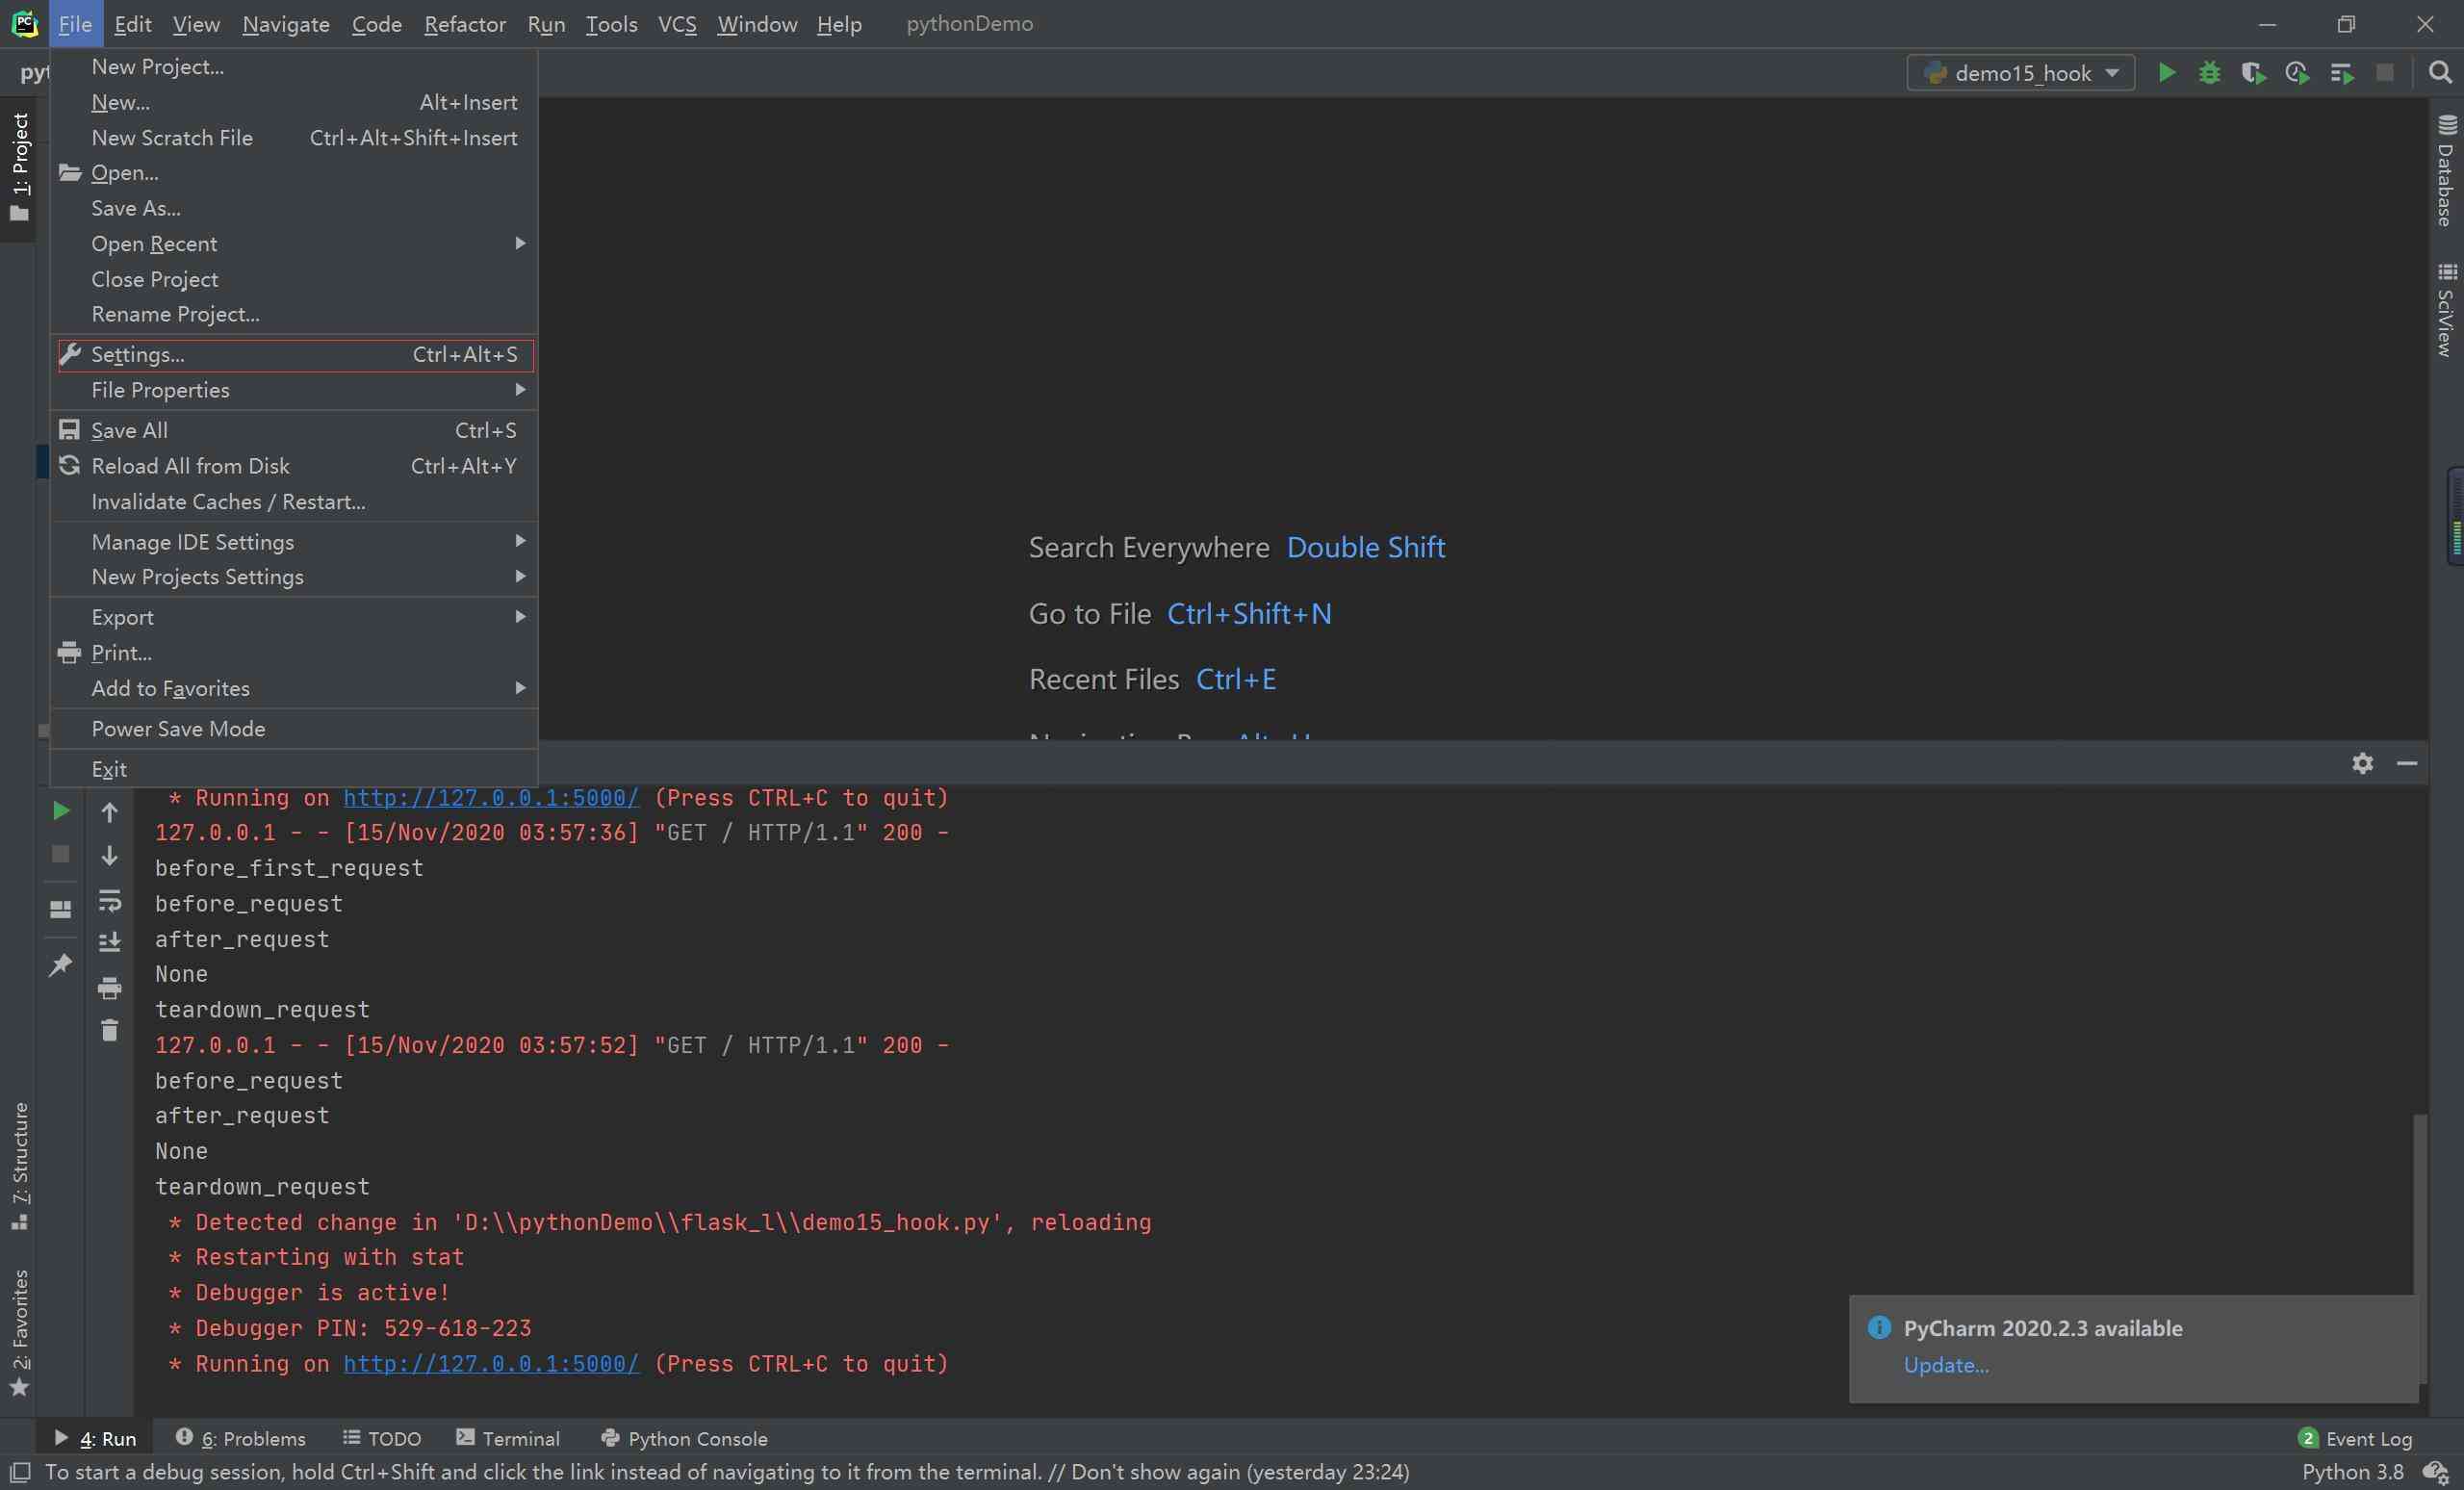 File Edit View Navigate Code Refactor Run Tools VCS Window Help pythonDemo
demo15_hook
New Project...
New... Alt+Insert
New Scratch File Ctrl+Alt+Shift+Insert
Open...
Save As...
Open Recent
Close Project
Rename Project...
Settings... Ctrl+Alt+S
File Properties
Save All Ctrl+S
Reload All from Disk Ctrl+Alt+Y
Invalidate Caches / Restart...
Manage IDE Settings
New Projects Settings
Export
Print...
Add to Favorites
Power Save Mode
Exit
1: Project
7: Structure
2: Favorites
Database
SciView
Search Everywhere Double Shift
Go to File Ctrl+Shift+N
Recent Files Ctrl+E
* Running on http://127.0.0.1:5000/ (Press CTRL+C to quit)
127.0.0.1 - - [15/Nov/2020 03:57:36] "GET / HTTP/1.1" 200 -
before_first_request
before_request
after_request
None
teardown_request
127.0.0.1 - - [15/Nov/2020 03:57:52] "GET / HTTP/1.1" 200 -
before_request
after_request
None
teardown_request
* Detected change in 'D:\\pythonDemo\\flask_l\\demo15_hook.py', reloading
* Restarting with stat
* Debugger is active!
* Debugger PIN: 529-618-223
* Running on http://127.0.0.1:5000/ (Press CTRL+C to quit)
PyCharm 2020.2.3 available
Update...
4: Run 6: Problems TODO Terminal Python Console 2 Event Log
To start a debug session, hold Ctrl+Shift and click the link instead of navigating to it from the terminal. // Don't show again (yesterday 23:24) Python 3.8